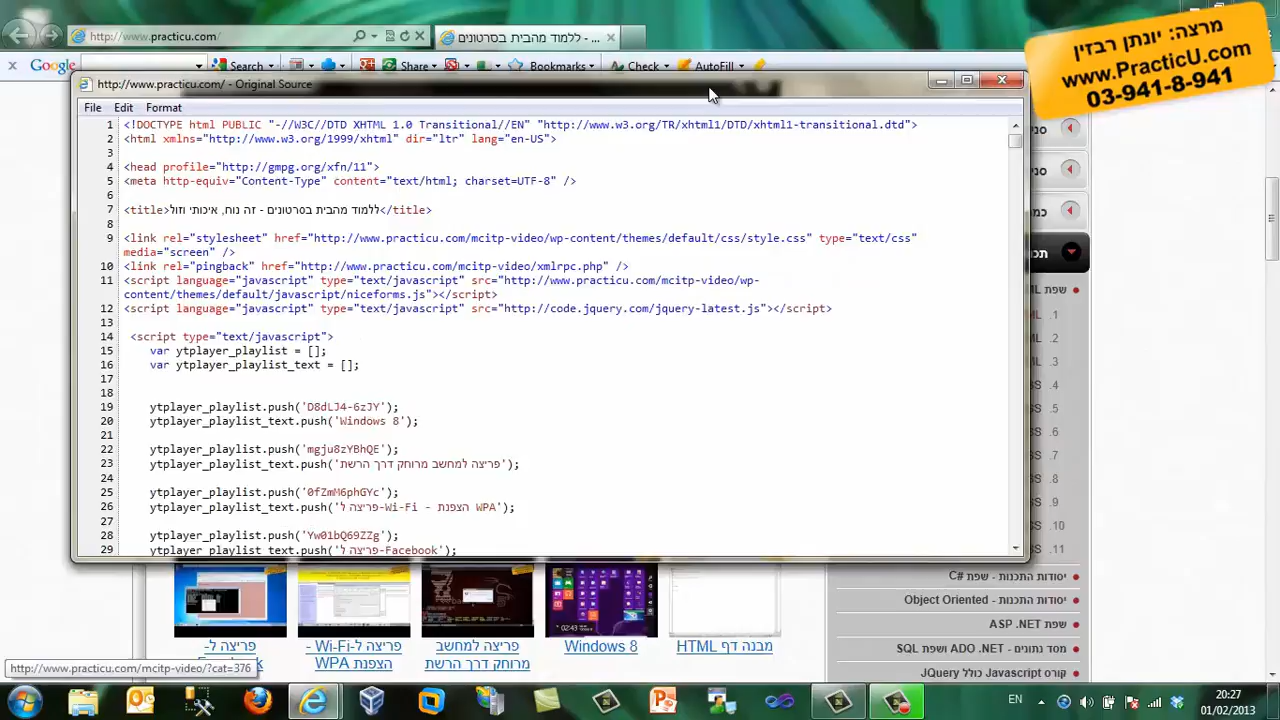 http://www.practicu.com/
ללמוד מהבית בסרטונים - ...
מרצה: יונתן רבזין
www.PractiCU.com
03-941-8-941
Google
Search
Share
Bookmarks
Check
AutoFill
http://www.practicu.com/ - Original Source
File Edit Format
1 <!DOCTYPE html PUBLIC "-//W3C//DTD XHTML 1.0 Transitional//EN" "http://www.w3.org/TR/xhtml1/DTD/xhtml1-transitional.dtd">
2 <html xmlns="http://www.w3.org/1999/xhtml" dir="ltr" lang="en-US">
3
4 <head profile="http://gmpg.org/xfn/11">
5 <meta http-equiv="Content-Type" content="text/html; charset=UTF-8" />
6
7 <title>ללמוד מהבית בסרטונים - זה נוח, איכותי וזול</title>
8
9 <link rel="stylesheet" href="http://www.practicu.com/mcitp-video/wp-content/themes/default/css/style.css" type="text/css"
media="screen" />
10 <link rel="pingback" href="http://www.practicu.com/mcitp-video/xmlrpc.php" />
11 <script language="javascript" type="text/javascript" src="http://www.practicu.com/mcitp-video/wp-
content/themes/default/javascript/niceforms.js"></script>
12 <script language="javascript" type="text/javascript" src="http://code.jquery.com/jquery-latest.js"></script>
13
14 <script type="text/javascript">
15 var ytplayer_playlist = [];
16 var ytplayer_playlist_text = [];
17
18
19 ytplayer_playlist.push('D8dLJ4-6zJY');
20 ytplayer_playlist_text.push('Windows 8');
21
22 ytplayer_playlist.push('mgju8zYBhQE');
23 ytplayer_playlist_text.push('פריצה למחשב מרוחק דרך הרשת');
24
25 ytplayer_playlist.push('0fZmM6phGYc');
26 ytplayer_playlist_text.push('פריצה ל-Wi-Fi - הצפנת WPA');
27
28 ytplayer_playlist.push('Yw01bQ69ZZg');
29 ytplayer_playlist_text.push('פריצה ל-Facebook');
שפת
1.
2.
3.
4.
5.
6.
7.
8.
9.
10.
11.
יסודות התכנות - שפת C#
יסודות התכנות - Object Oriented
שפת ASP .NET
מסד נתונים - ADO .NET ושפת SQL
קורס Javascript כולל JQuery
מבנה דף HTML
Windows 8
פריצה למחשב
מרוחק דרך הרשת
פריצה ל-Wi-Fi -
הצפנת WPA
פריצה ל-
http://www.practicu.com/mcitp-video/?cat=376
EN
20:27
01/02/2013